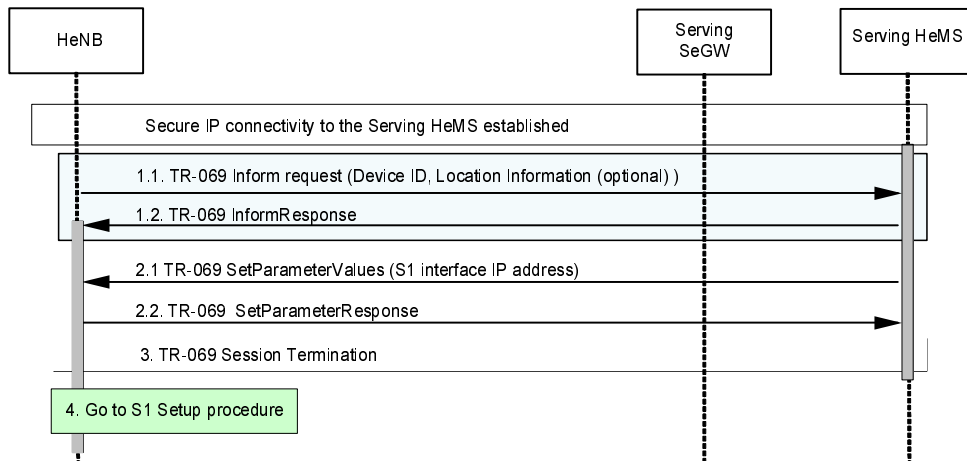 HeNB
Serving
SeGW
Serving HeMS
Secure IP connectivity to the Serving HeMS established
1.1. TR-069 Inform request (Device ID, Location Information (optional) )
1.2. TR-069 InformResponse
2.1 TR-069 SetParameterValues (S1 interface IP address)
2.2. TR-069 SetParameterResponse
3. TR-069 Session Termination
4. Go to S1 Setup procedure